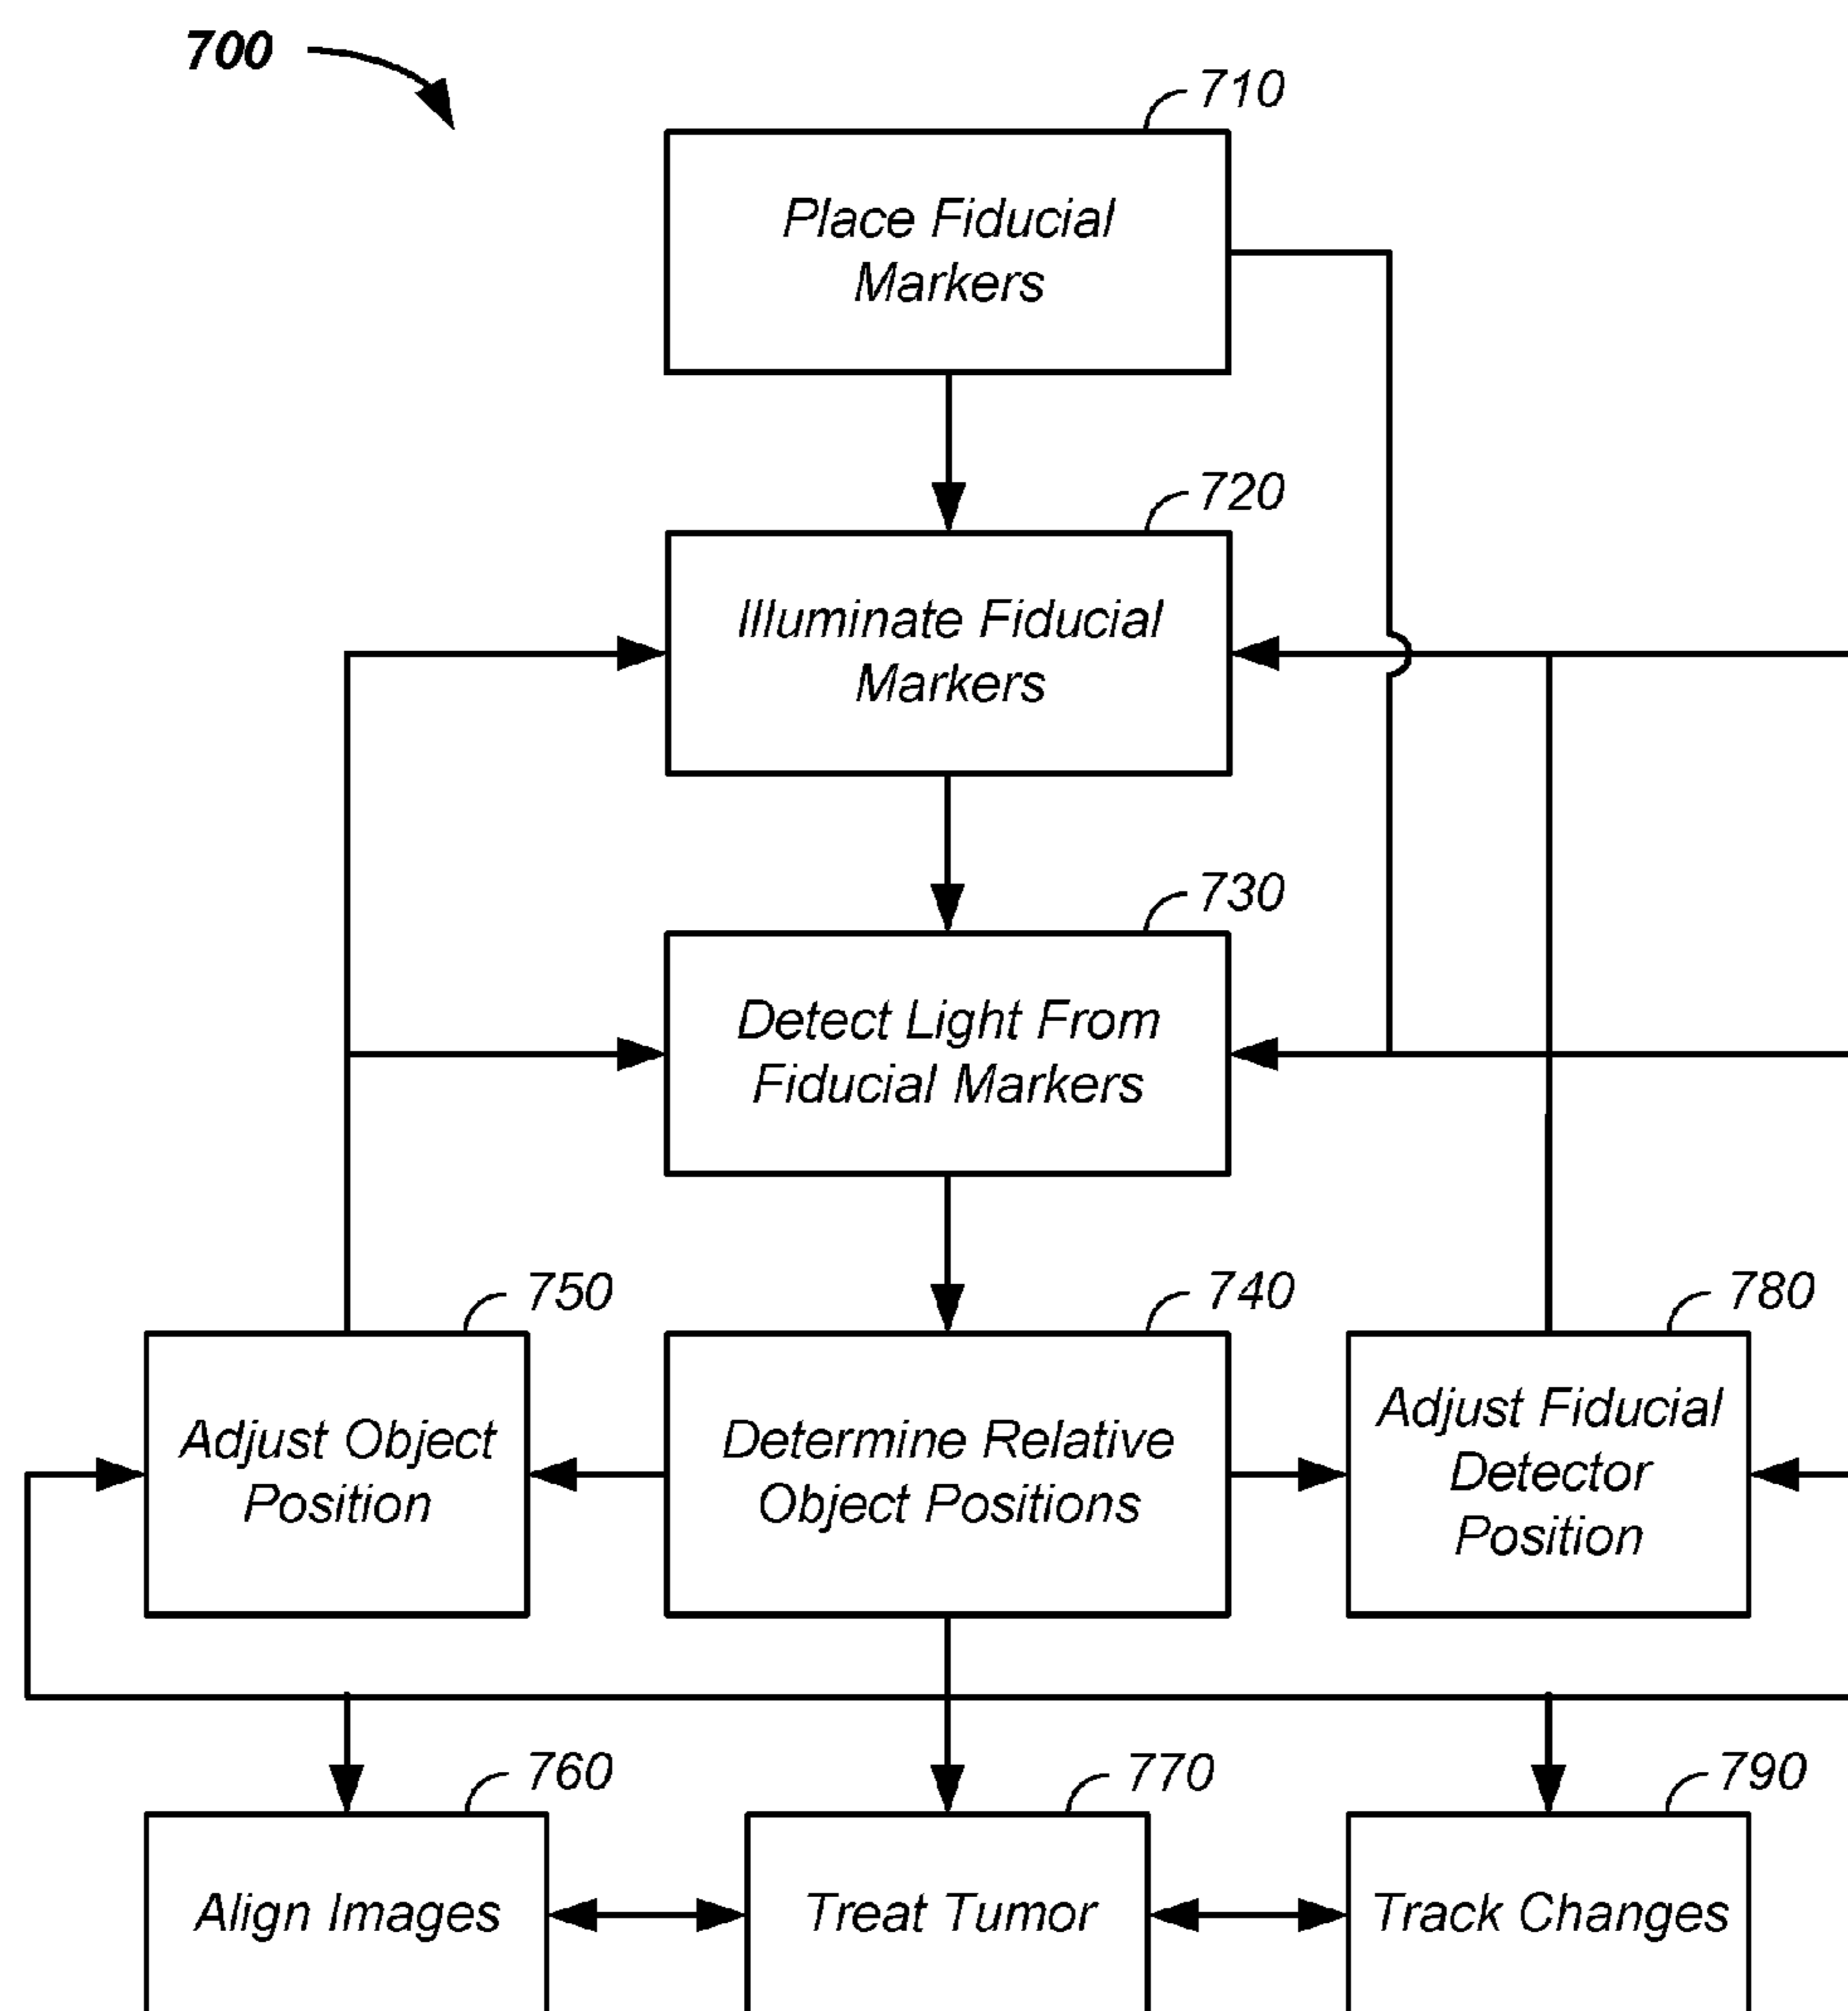 700
710
Place Fiducial
Markers
720
Illuminate Fiducial
Markers
730
Detect Light From
Fiducial Markers
750
740
780
Adjust Object
Position
Determine Relative
Object Positions
Adjust Fiducial
Detector
Position
760
770
790
Align Images
Treat Tumor
Track Changes